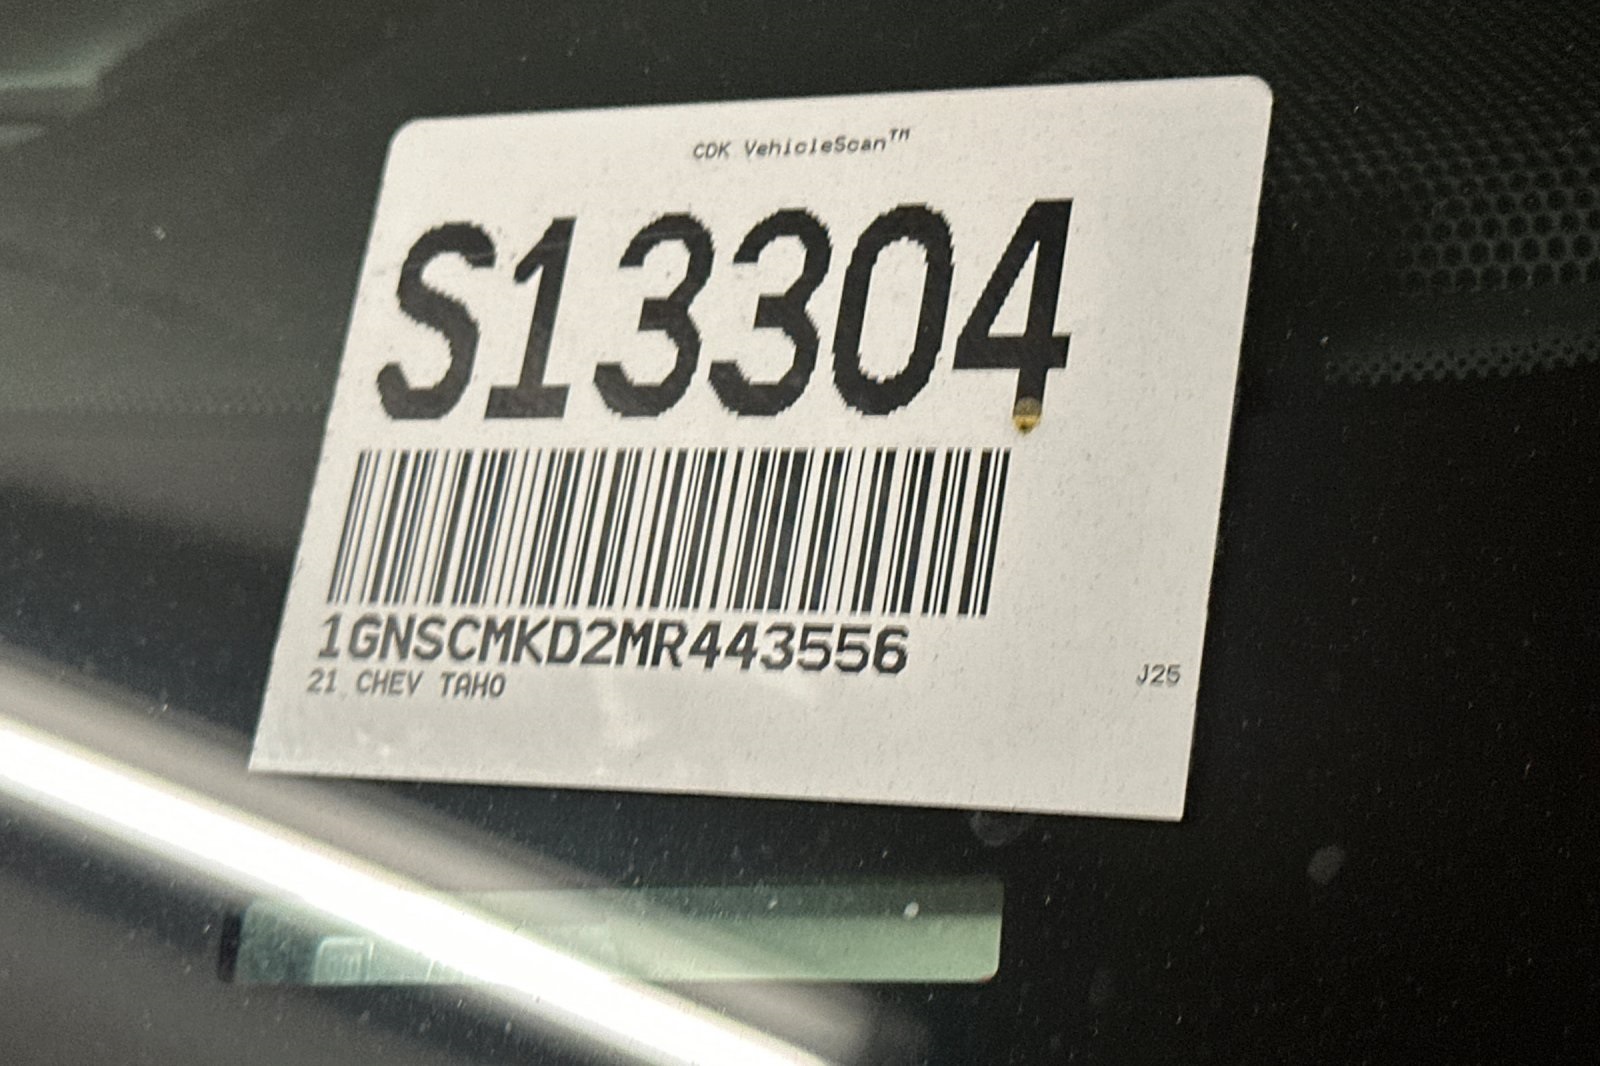 CDK VehicleScan™
S13304
1GNSCMKD2MR443556
21 CHEV TAHO
J25